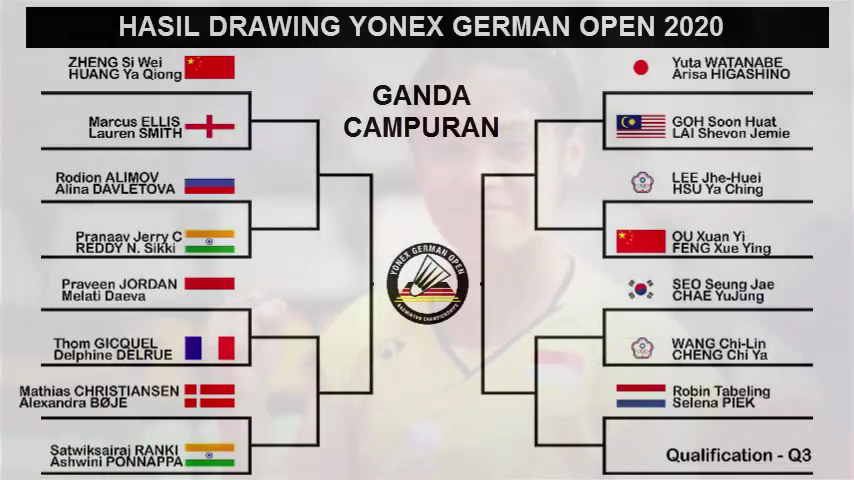 HASIL DRAWING YONEX GERMAN OPEN 2020
GANDA
CAMPURAN
ZHENG Si Wei
HUANG Ya Qiong
Marcus ELLIS
Lauren SMITH
Rodion ALIMOV
Alina DAVLETOVA
Pranaav Jerry C
REDDY N. Sikki
Praveen JORDAN
Melati Daeva
Thom GICQUEL
Delphine DELRUE
Mathias CHRISTIANSEN
Alexandra BØJE
Satwiksairaj RANKI
Ashwini PONNAPPA
YONEX GERMAN OPEN
BADMINTON CHAMPIONSHIPS
Yuta WATANABE
Arisa HIGASHINO
GOH Soon Huat
LAI Shevon Jemie
LEE Jhe-Huei
HSU Ya Ching
OU Xuan Yi
FENG Xue Ying
SEO Seung Jae
CHAE YuJung
WANG Chi-Lin
CHENG Chi Ya
Robin Tabeling
Selena PIEK
Qualification - Q3